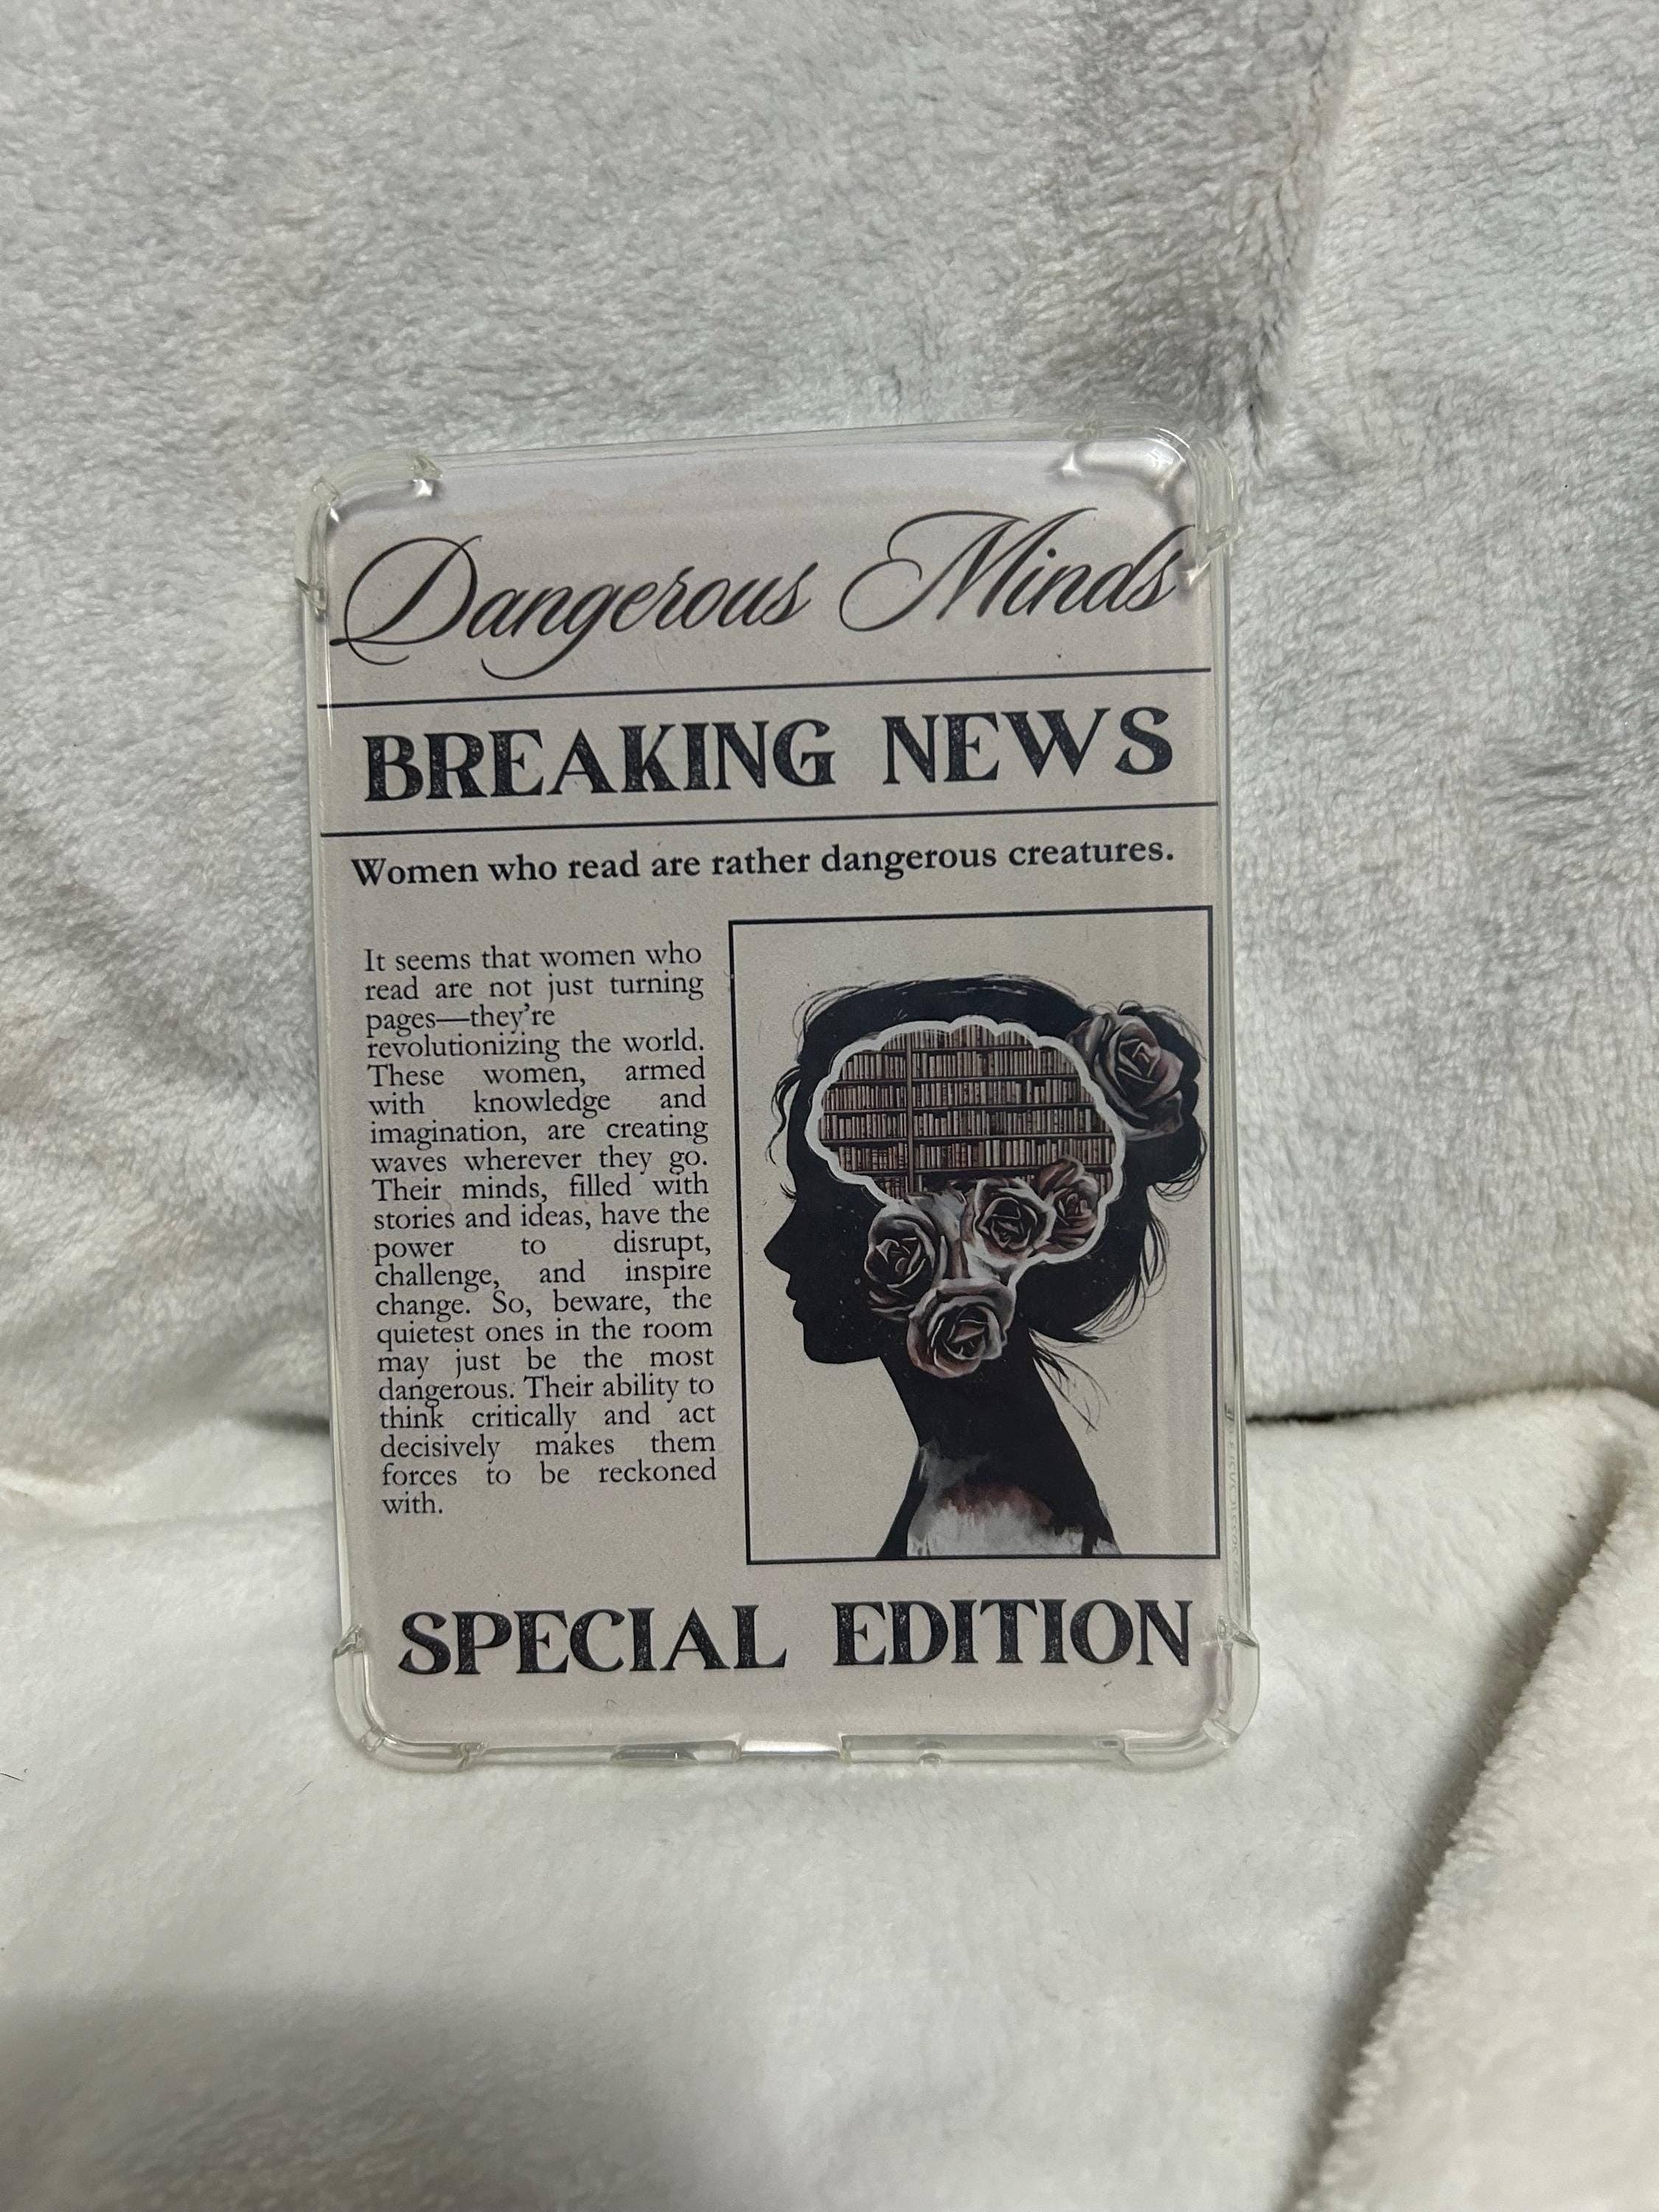 Dangerous Minds
BREAKING NEWS
Women who read are rather dangerous creatures.
It seems that women who
read are not just turning
pages—they're
revolutionizing the world.
These women, armed
with knowledge and
imagination, are creating
waves wherever they go.
Their minds, filled with
stories and ideas, have the
power to disrupt,
challenge, and inspire
change. So, beware, the
quietest ones in the room
may just be the most
dangerous. Their ability to
think critically and act
decisively makes them
forces to be reckoned
with.
SPECIAL EDITION